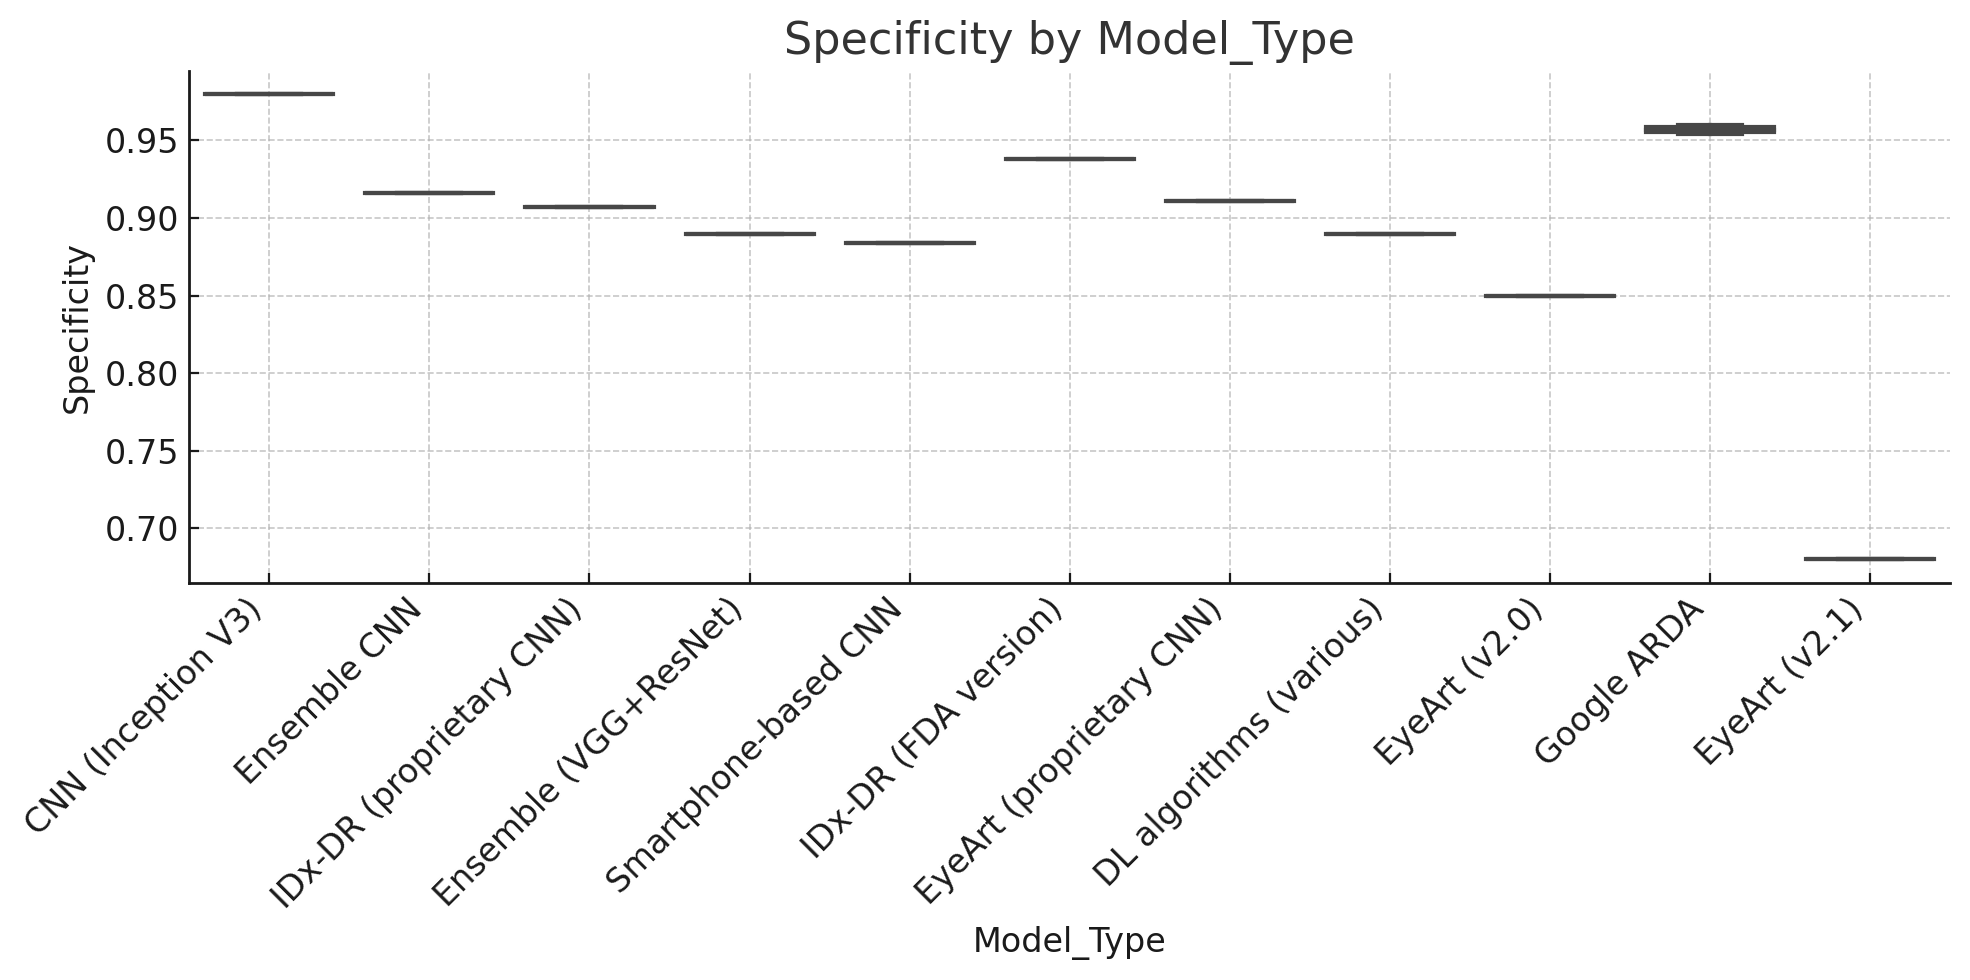 Specificity by Model_Type
Specificity
0.95
0.90
0.85
0.80
0.75
0.70
CNN (Inception V3)
Ensemble CNN
IDx-DR (proprietary CNN)
Ensemble (VGG+ResNet)
Smartphone-based CNN
IDx-DR (FDA version)
EyeArt (proprietary CNN)
DL algorithms (various)
EyeArt (v2.0)
Google ARDA
EyeArt (v2.1)
Model_Type